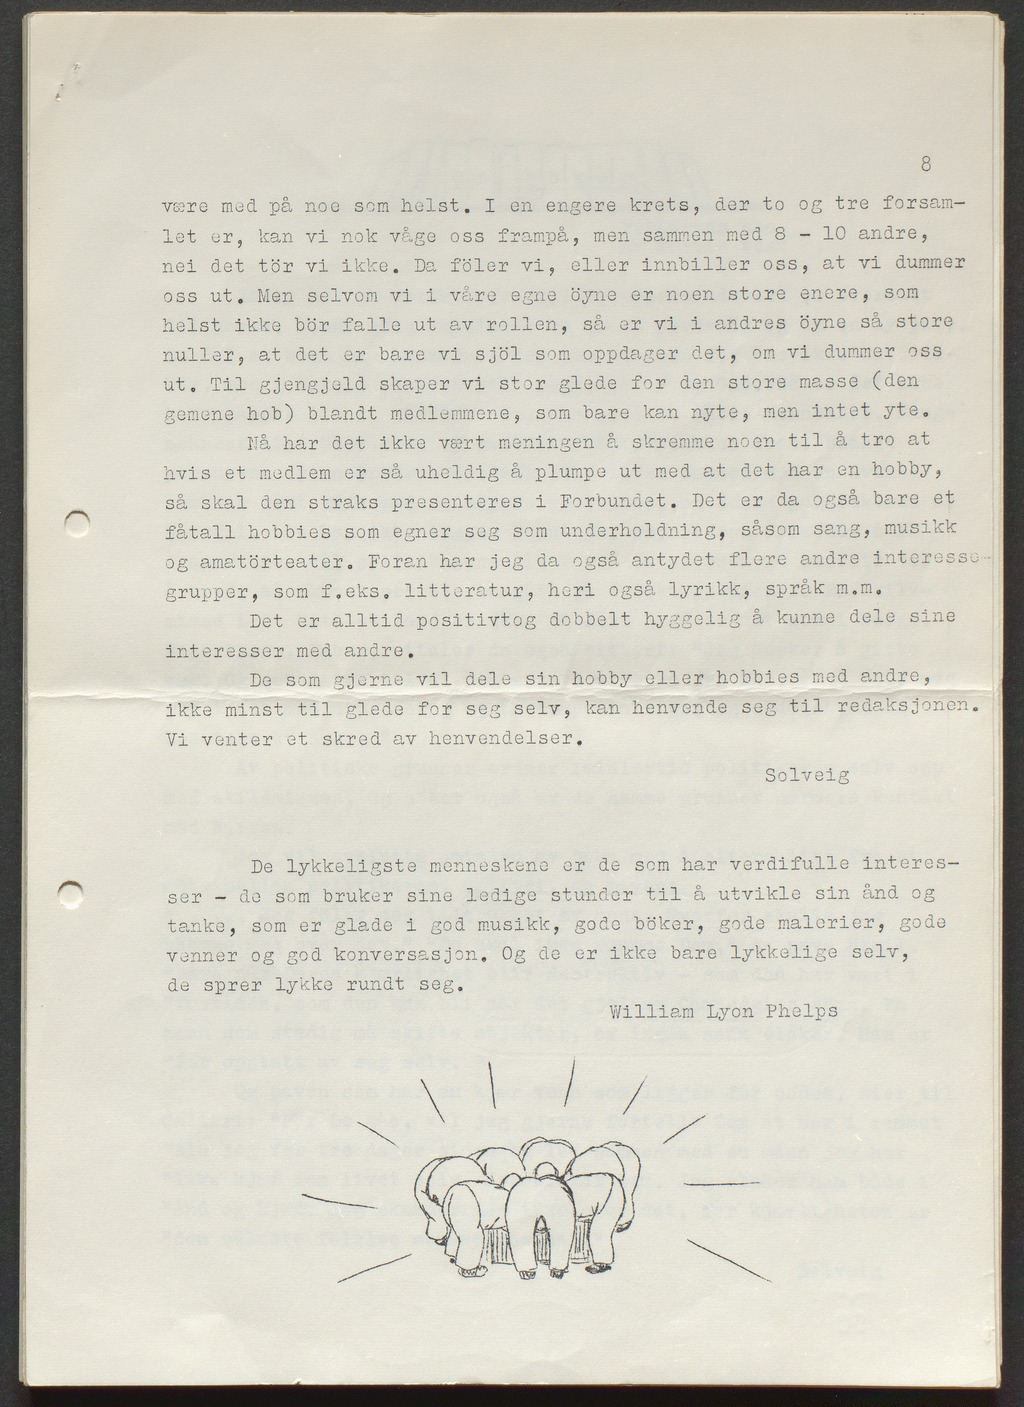 8
være med på noe som helst. I en engere krets, der to og tre forsam-
let er, kan vi nok våge oss frampå, men sammen med 8 - 10 andre,
nei det tör vi ikke. Da föler vi, eller innbiller oss, at vi dummer
oss ut. Men selvom vi i våre egne öyne er noen store enere, som
helst ikke bör falle ut av rollen, så er vi i andres öyne så store
nuller, at det er bare vi sjöl som oppdager det, om vi dummer oss
ut. Til gjengjeld skaper vi stor glede for den store masse (den
gemene hob) blandt medlemmene, som bare kan nyte, men intet yte.
Nå har det ikke vært meningen å skremme noen til å tro at
hvis et medlem er så uheldig å plumpe ut med at det har en hobby,
så skal den straks presenteres i Forbundet. Det er da også bare et
fåtall hobbies som egner seg som underholdning, såsom sang, musikk
og amatörteater. Foran har jeg da også antydet flere andre interesse-
grupper, som f.eks. litteratur, heri også lyrikk, språk m.m.
Det er alltid positivtog dobbelt hyggelig å kunne dele sine
interesser med andre.
De som gjerne vil dele sin hobby eller hobbies med andre,
ikke minst til glede for seg selv, kan henvende seg til redaksjonen.
Vi venter et skred av henvendelser.
Solveig
De lykkeligste menneskene er de som har verdifulle interes-
ser - de som bruker sine ledige stunder til å utvikle sin ånd og
tanke, som er glade i god musikk, gode böker, gode malerier, gode
venner og god konversasjon. Og de er ikke bare lykkelige selv,
de sprer lykke rundt seg.
William Lyon Phelps